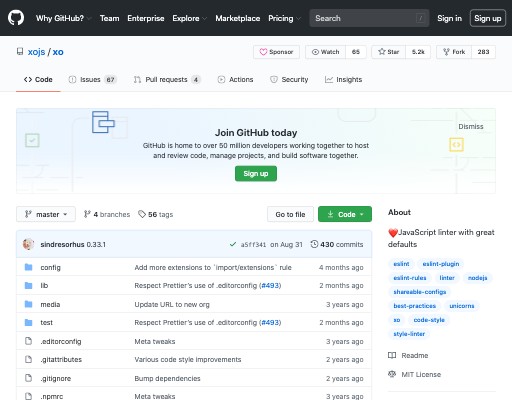 Why GitHub? Team Enterprise Explore Marketplace Pricing Search / Sign in Sign up
xojs / xo Sponsor Watch 65 Star 5.2k Fork 283
Code Issues 67 Pull requests 4 Actions Security Insights
Join GitHub today
Dismiss
GitHub is home to over 50 million developers working together to host
and review code, manage projects, and build software together.
Sign up
master 4 branches 56 tags Go to file Code
sindresorhus 0.33.1 a5ff341 on Aug 31 430 commits
config Add more extensions to `import/extensions` rule 4 months ago
lib Respect Prettier's use of .editorconfig (#493) 2 months ago
media Update URL to new org 3 years ago
test Respect Prettier's use of .editorconfig (#493) 2 months ago
.editorconfig Meta tweaks 3 years ago
.gitattributes Various code style improvements 2 years ago
.gitignore Bump dependencies 2 years ago
.npmrc Meta tweaks 3 years ago
About
❤️JavaScript linter with great
defaults
eslint eslint-plugin
eslint-rules linter nodejs
shareable-configs
best-practices unicorns
xo code-style
style-linter
Readme
MIT License